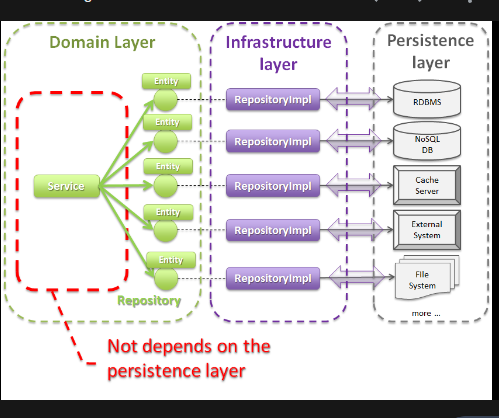 Domain Layer
Infrastructure
layer
Persistence
layer
Entity
RepositoryImpl
RDBMS
Entity
RepositoryImpl
NoSQL
DB
Service
Entity
RepositoryImpl
Cache
Server
Entity
RepositoryImpl
External
System
Entity
RepositoryImpl
File
System
Repository
more ...
Not depends on the
persistence layer